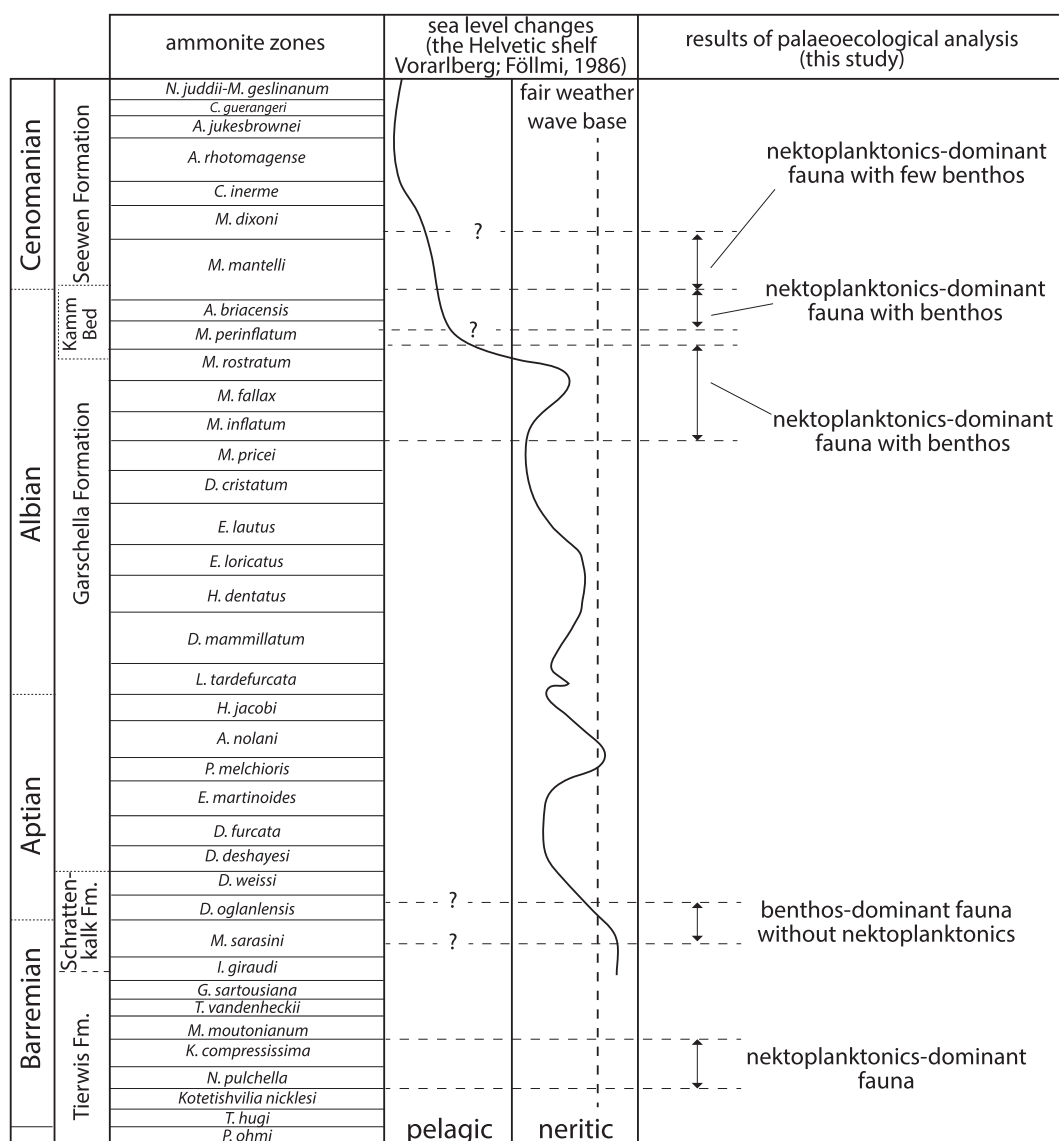 ammonite zones
sea level changes
(the Helvetic shelf
Vorarlberg; Föllmi, 1986)
results of palaeoecological analysis
(this study)
Cenomanian
Albian
Aptian
Barremian
Seewen Formation
Kamm
Bed
Garschella Formation
Schratten-
kalk Fm.
Tierwis Fm.
N. juddii-M. geslinanum
C. guerangeri
A. jukesbrownei
A. rhotomagense
C. inerme
M. dixoni
M. mantelli
A. briacensis
M. perinflatum
M. rostratum
M. fallax
M. inflatum
M. pricei
D. cristatum
E. lautus
E. loricatus
H. dentatus
D. mammillatum
L. tardefurcata
H. jacobi
A. nolani
P. melchioris
E. martinoides
D. furcata
D. deshayesi
D. weissi
D. oglanlensis
M. sarasini
I. giraudi
G. sartousiana
T. vandenheckii
M. moutonianum
K. compressissima
N. pulchella
Kotetishvilia nicklesi
T. hugi
P. ohmi
fair weather
wave base
?
?
?
?
pelagic
neritic
nektoplanktonics-dominant
fauna with few benthos
nektoplanktonics-dominant
fauna with benthos
nektoplanktonics-dominant
fauna with benthos
benthos-dominant fauna
without nektoplanktonics
nektoplanktonics-dominant
fauna